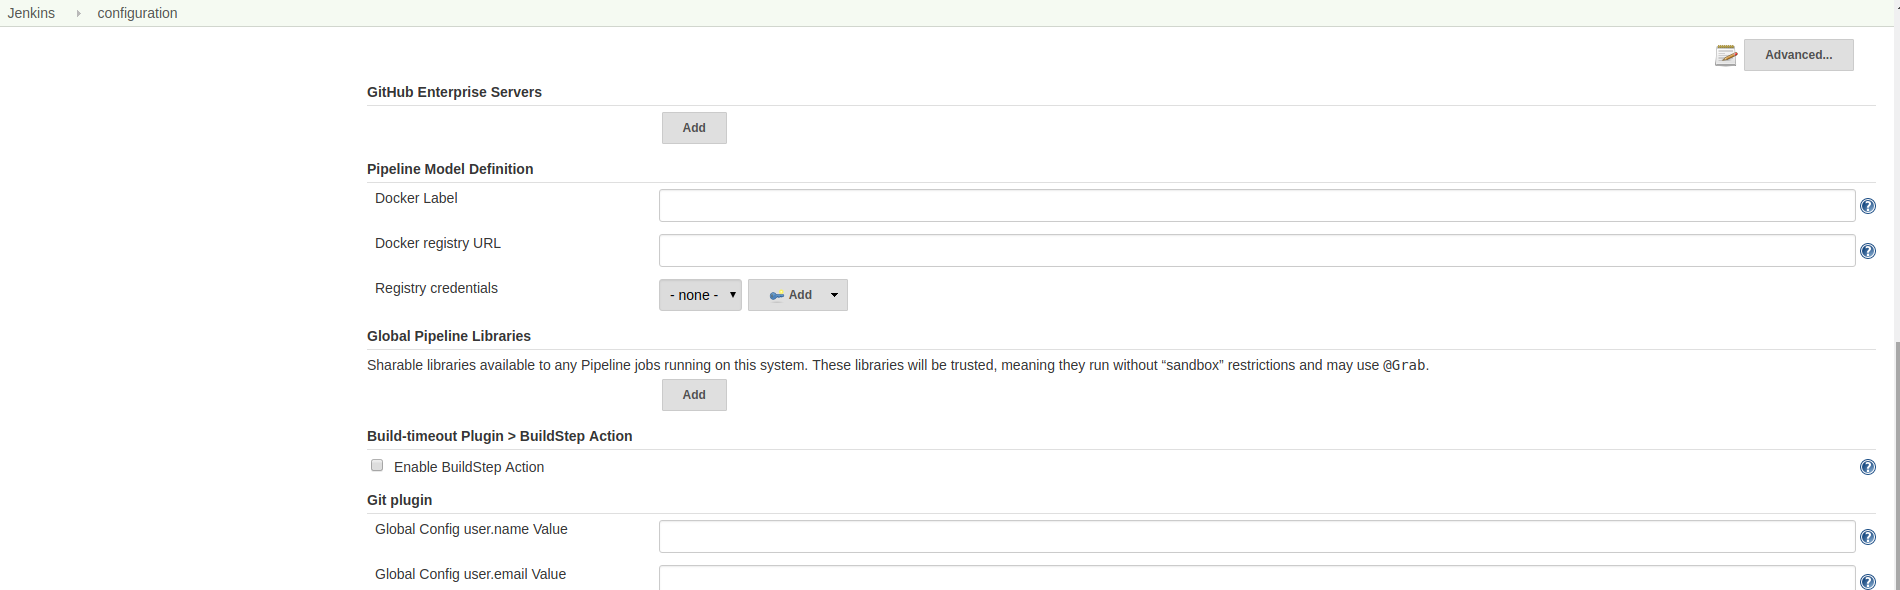 Jenkins configuration
Advanced...
GitHub Enterprise Servers
Add
Pipeline Model Definition
Docker Label
Docker registry URL
Registry credentials - none - Add
Global Pipeline Libraries
Sharable libraries available to any Pipeline jobs running on this system. These libraries will be trusted, meaning they run without “sandbox” restrictions and may use @Grab.
Add
Build-timeout Plugin > BuildStep Action
Enable BuildStep Action
Git plugin
Global Config user.name Value
Global Config user.email Value